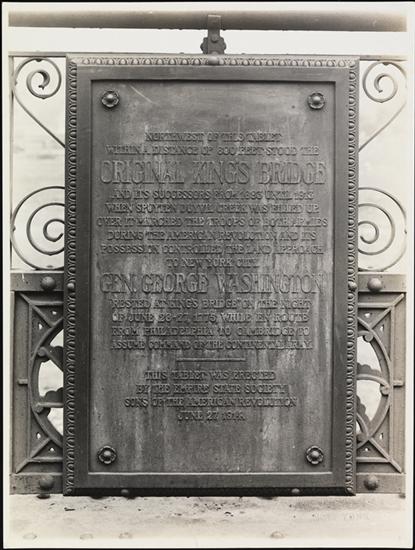 NORTHWEST OF THIS TABLET
WITHIN A DISTANCE OF 800 FEET STOOD THE
ORIGINAL KING'S BRIDGE
AND ITS SUCCESSORS FROM 1693 UNTIL 1913
WHEN SPUYTEN DUYVIL CREEK WAS FILLED UP
OVER IT MARCHED THE TROOPS OF BOTH ARMIES
DURING THE AMERICAN REVOLUTION AND ITS
POSSESSION CONTROLLED THE LAND APPROACH
TO NEW YORK CITY
GEN. GEORGE WASHINGTON
RESTED AT KING'S BRIDGE ON THE NIGHT
OF JUNE 26-27, 1775, WHILE EN ROUTE
FROM PHILADELPHIA TO CAMBRIDGE TO
ASSUME COMMAND OF THE CONTINENTAL ARMY.
THIS TABLET WAS ERECTED
BY THE EMPIRE STATE SOCIETY
SONS OF THE AMERICAN REVOLUTION
JUNE 27 1914